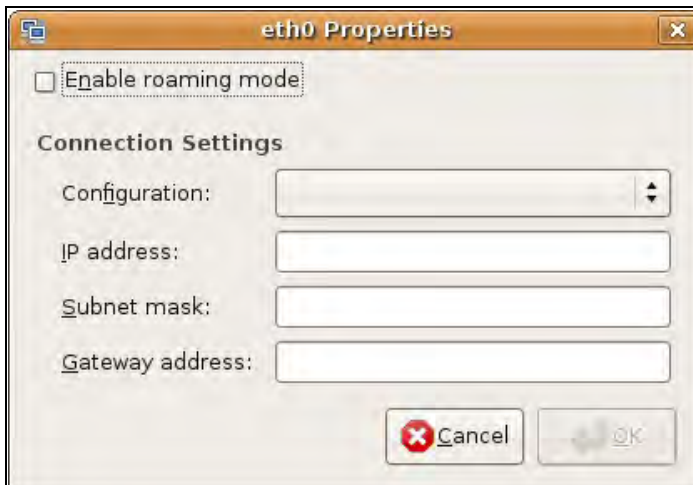 eth0 Properties
Enable roaming mode
Connection Settings
Configuration:
IP address:
Subnet mask:
Gateway address:
Cancel OK